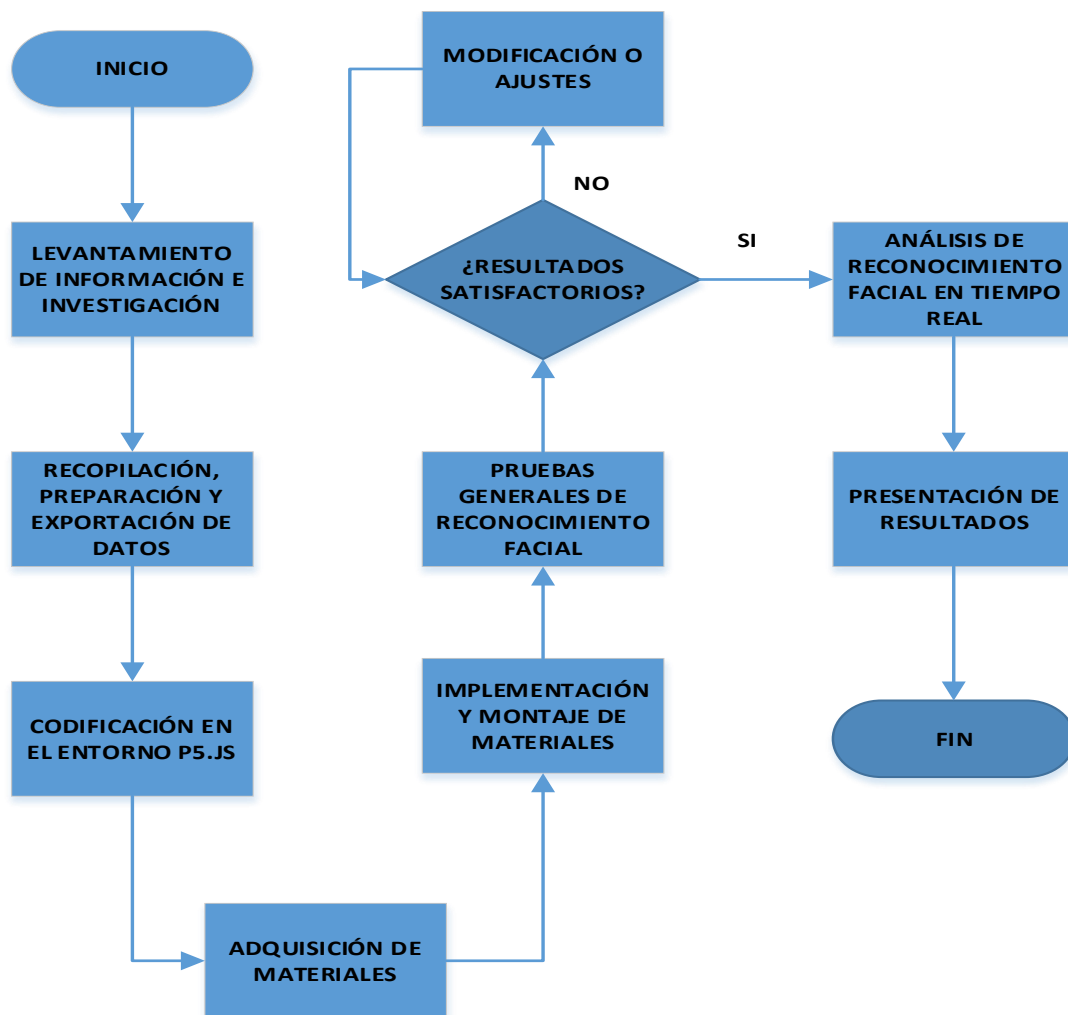 INICIO
LEVANTAMIENTO
DE INFORMACIÓN E
INVESTIGACIÓN
RECOPILACIÓN,
PREPARACIÓN Y
EXPORTACIÓN DE
DATOS
CODIFICACIÓN EN
EL ENTORNO P5.JS
ADQUISICIÓN DE
MATERIALES
IMPLEMENTACIÓN
Y MONTAJE DE
MATERIALES
PRUEBAS
GENERALES DE
RECONOCIMIENTO
FACIAL
¿RESULTADOS
SATISFACTORIOS?
NO
MODIFICACIÓN O
AJUSTES
SI
ANÁLISIS DE
RECONOCIMIENTO
FACIAL EN TIEMPO
REAL
PRESENTACIÓN DE
RESULTADOS
FIN